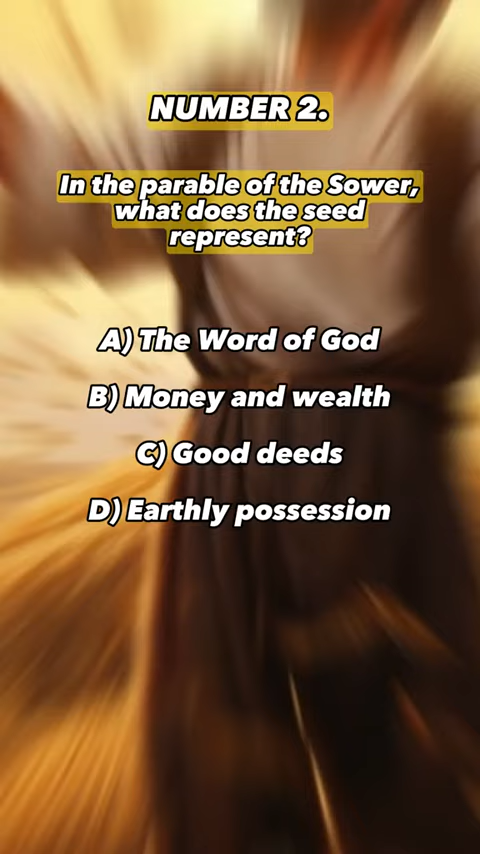 NUMBER 2.
In the parable of the Sower,
what does the seed
represent?
A) The Word of God
B) Money and wealth
C) Good deeds
D) Earthly possession